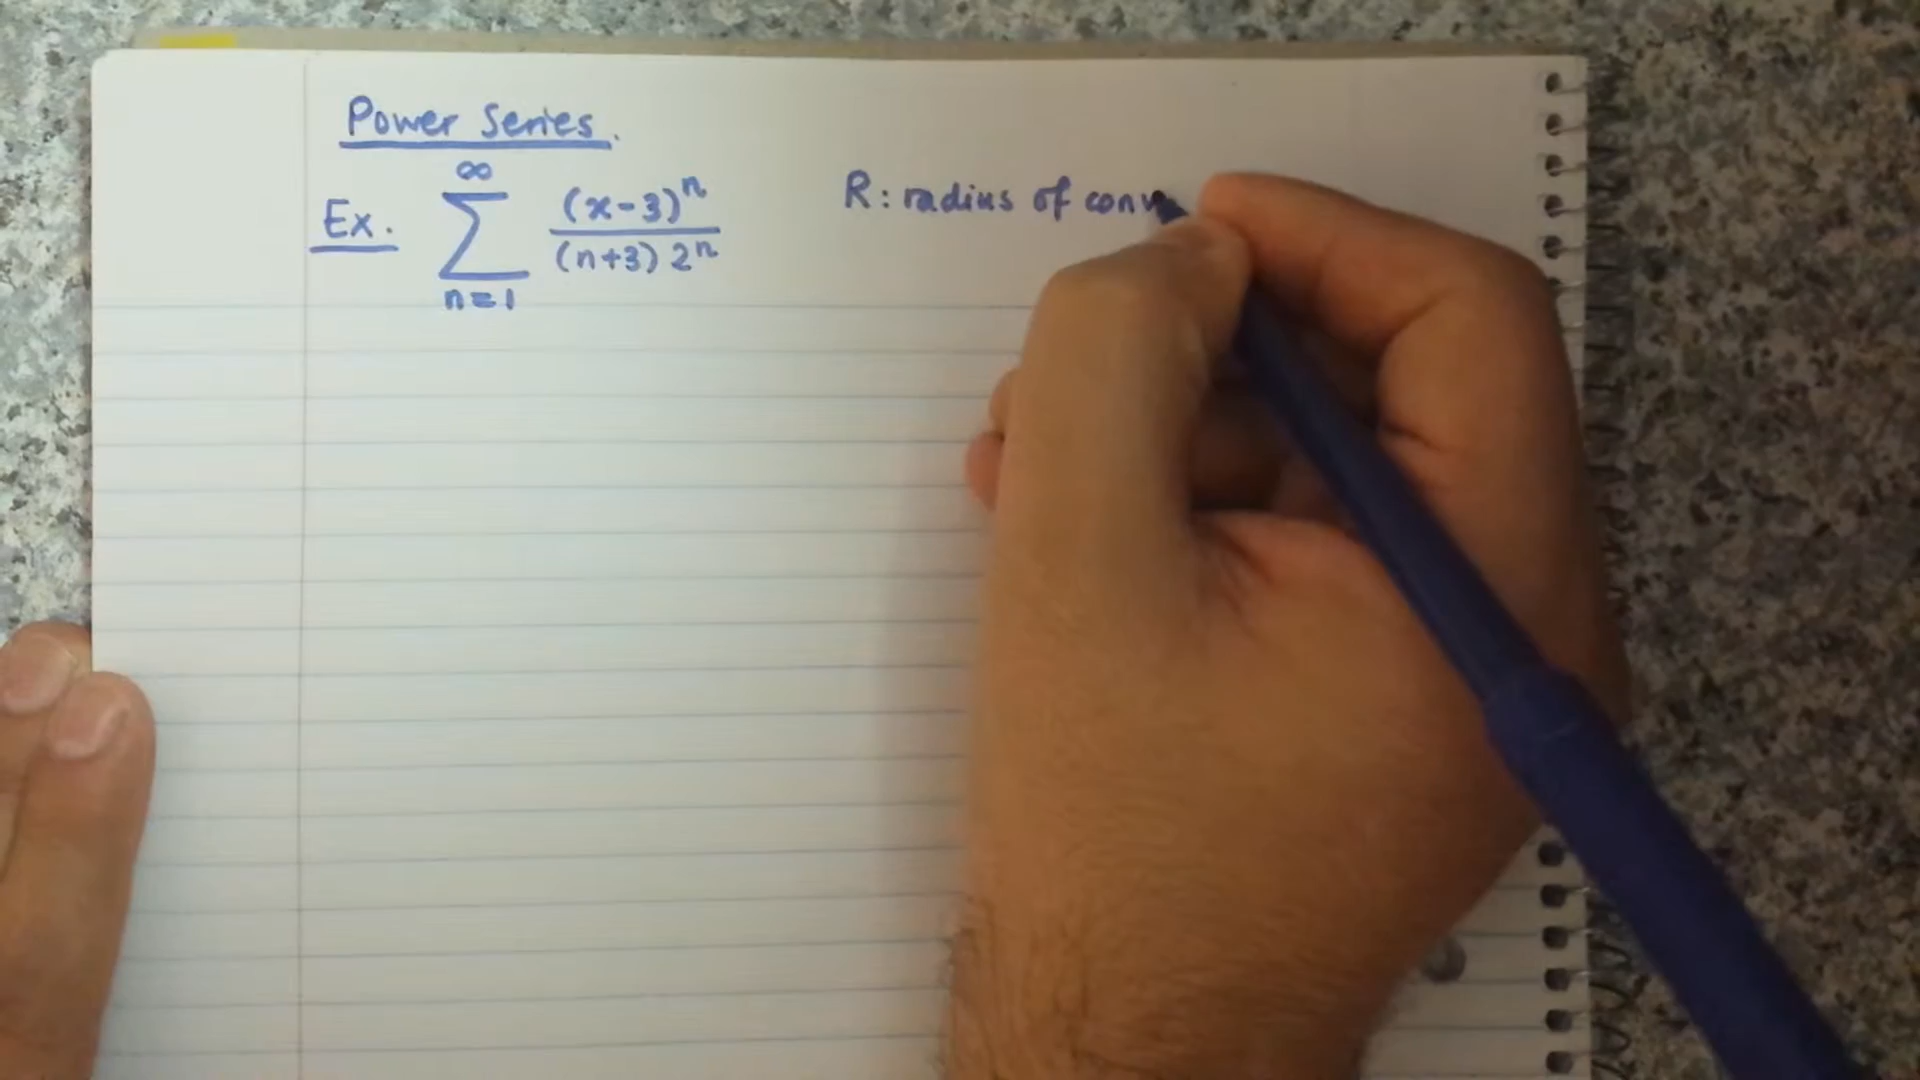 Power Series.
Ex. ∞ ∑ n=1 (x-3)^n / (n+3) 2^n
R: radius of conv